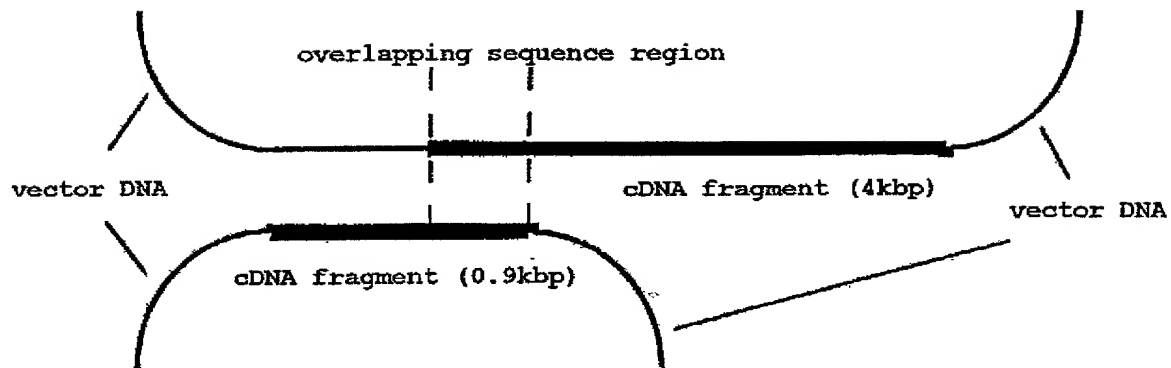 overlapping sequence region
cDNA fragment (4kbp)
vector DNA
vector DNA
cDNA fragment (0.9kbp)